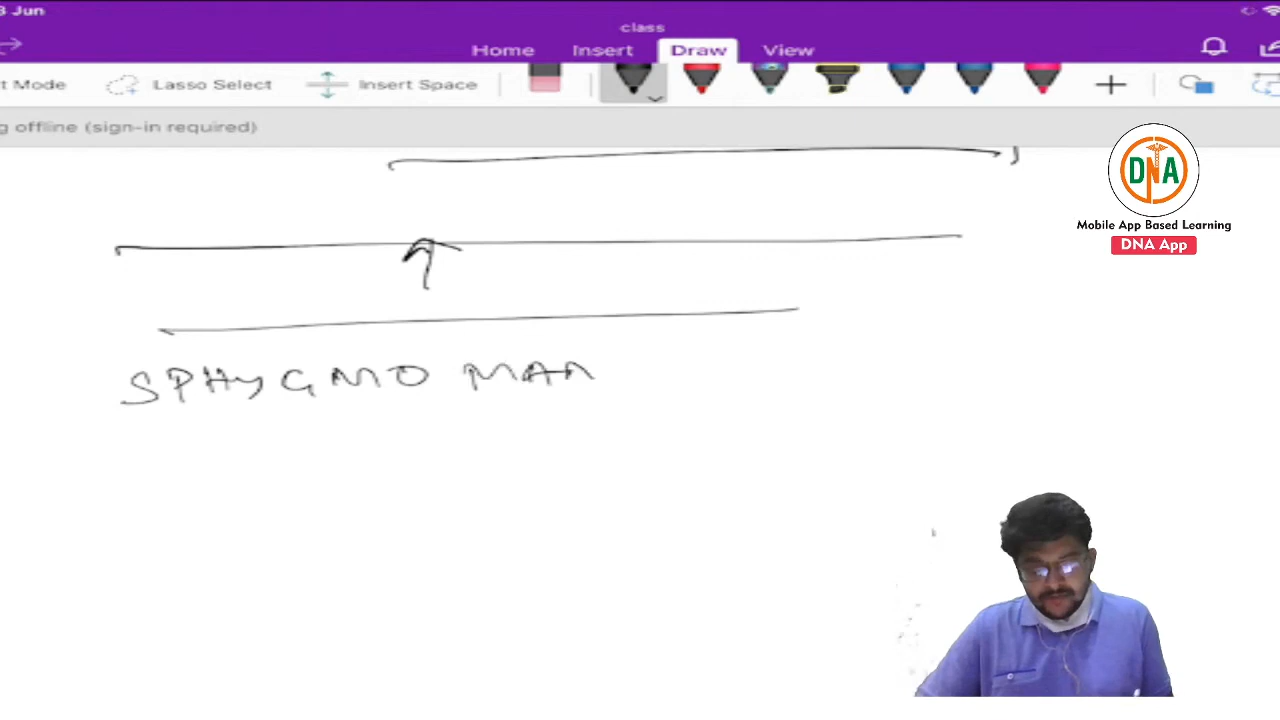 3 Jun
class
Home Insert Draw View
t Mode Lasso Select Insert Space
g offline (sign-in required)
DNA
Mobile App Based Learning
DNA App
SPHyGMO MAN